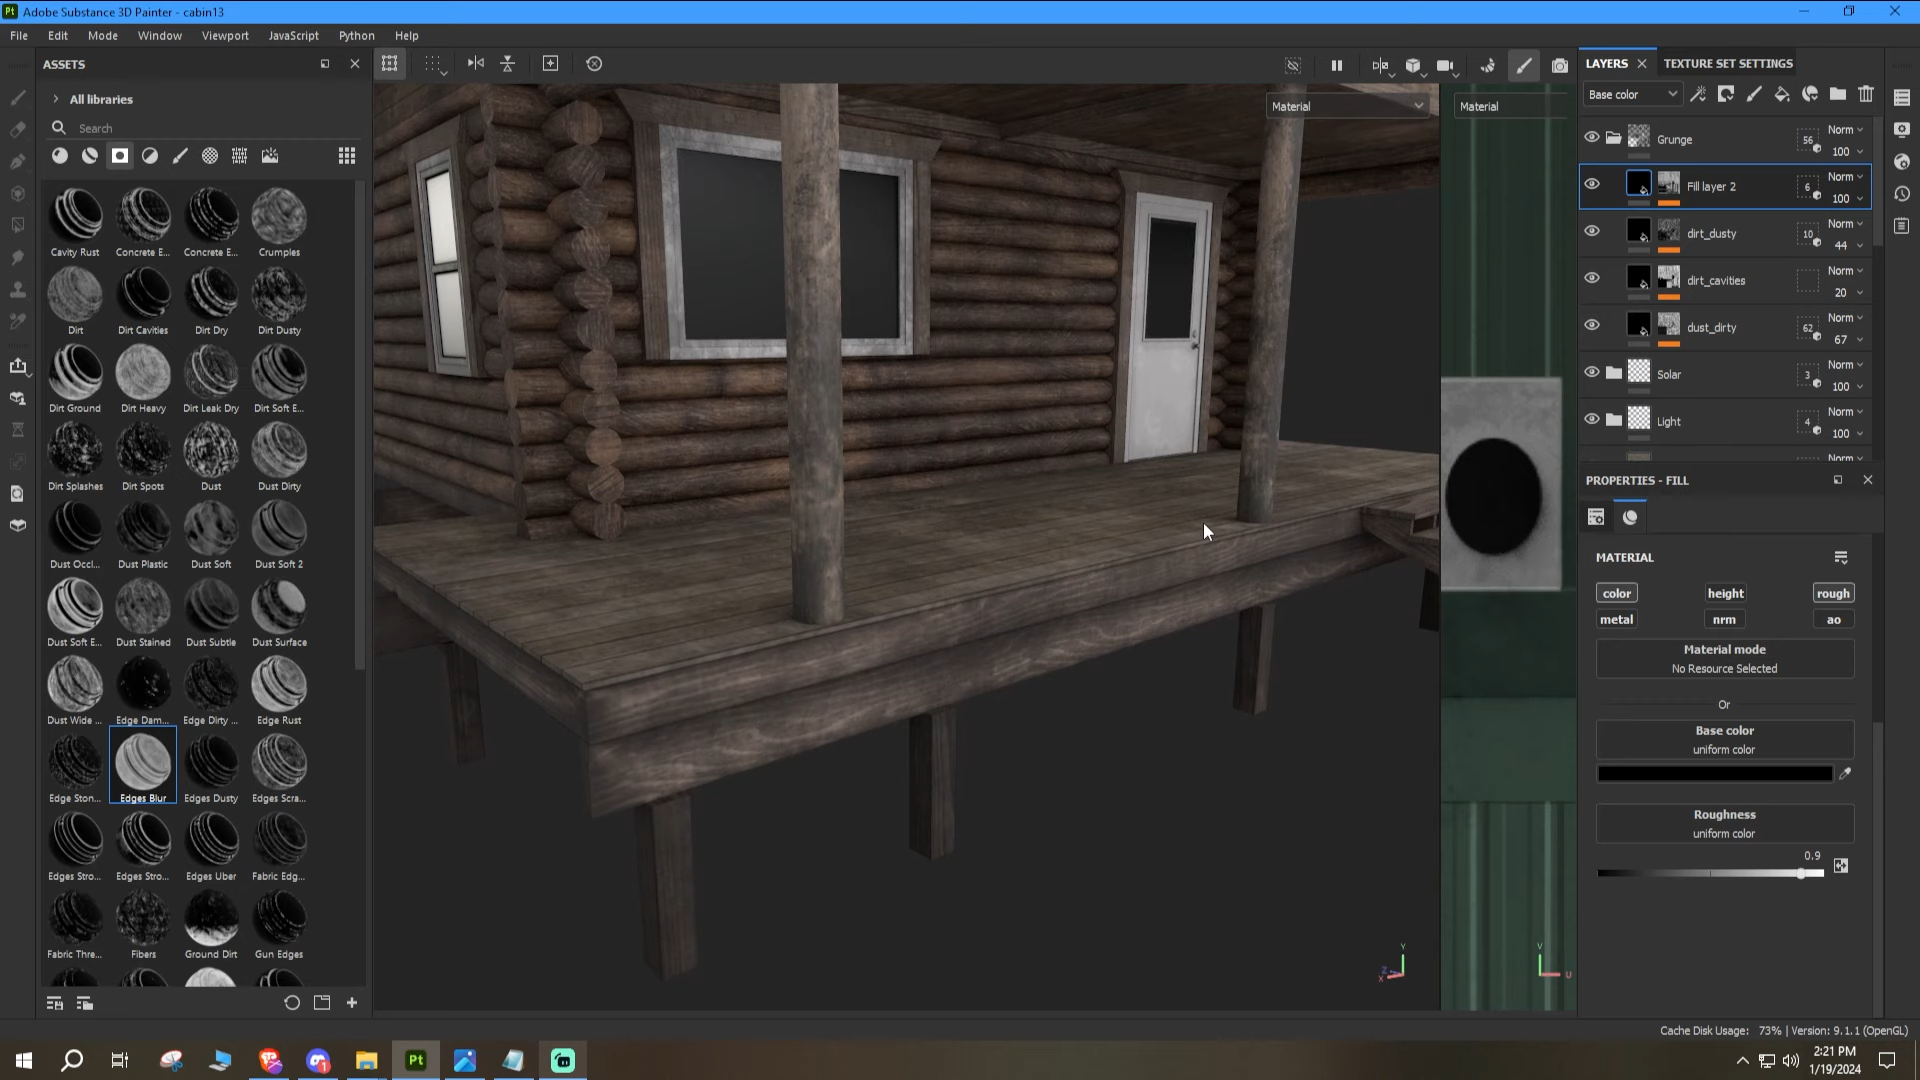 Adobe Substance 3D Painter - cabin13
File Edit Mode Window Viewport JavaScript Python Help
ASSETS
All libraries
Search
Cavity Rust Concrete E... Concrete E... Crumples
Dirt Dirt Cavities Dirt Dry Dirt Dusty
Dirt Ground Dirt Heavy Dirt Leak Dry Dirt Soft E...
Dirt Splashes Dirt Spots Dust Dust Dirty
Dust Occl... Dust Plastic Dust Soft Dust Soft 2
Dust Soft E... Dust Stained Dust Subtle Dust Surface
Dust Wide ... Edge Dam... Edge Dirty ... Edge Rust
Edge Ston... Edges Blur Edges Dusty Edges Scra...
Edges Stro... Edges Stro... Edges Uber Fabric Edg...
Fabric Thre... Fibers Ground Dirt Gun Edges
Material
Material
Y
Z
X
V
U
LAYERS TEXTURE SET SETTINGS
Base color
Grunge 56 Norm 100
Fill layer 2 6 Norm 100
dirt_dusty 10 Norm 44
dirt_cavities Norm 20
dust_dirty 62 Norm 67
Solar 3 Norm 100
Light 4 Norm 100
Norm
PROPERTIES - FILL
MATERIAL
color height rough
metal nrm ao
Material mode
No Resource Selected
Or
Base color
uniform color
Roughness
uniform color
0.9
Cache Disk Usage: 73% | Version: 9.1.1 (OpenGL)
Pt
1
Pt
2:21 PM
1/19/2024